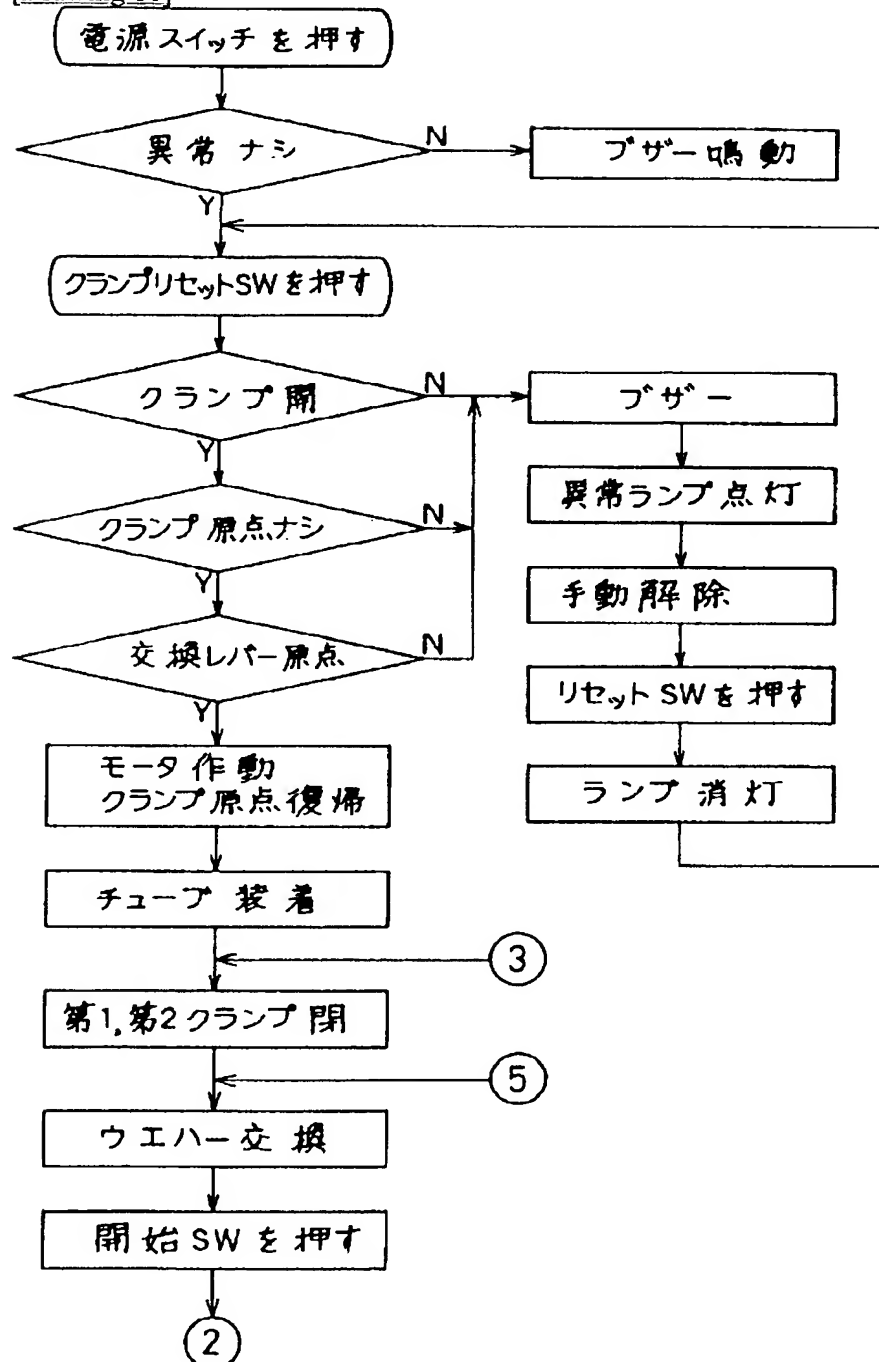 電源スイッチを押す
異常ナシ
N
ブザー鳴動
Y
クランプリセットSWを押す
クランプ開
N
ブザー
Y
異常ランプ点灯
クランプ原点ナシ
N
Y
手動解除
交換レバー原点
N
リセットSWを押す
Y
モータ作動
クランプ原点復帰
ランプ消灯
チューブ装着
3
第1,第2クランプ閉
5
ウエハー交換
開始SWを押す
2